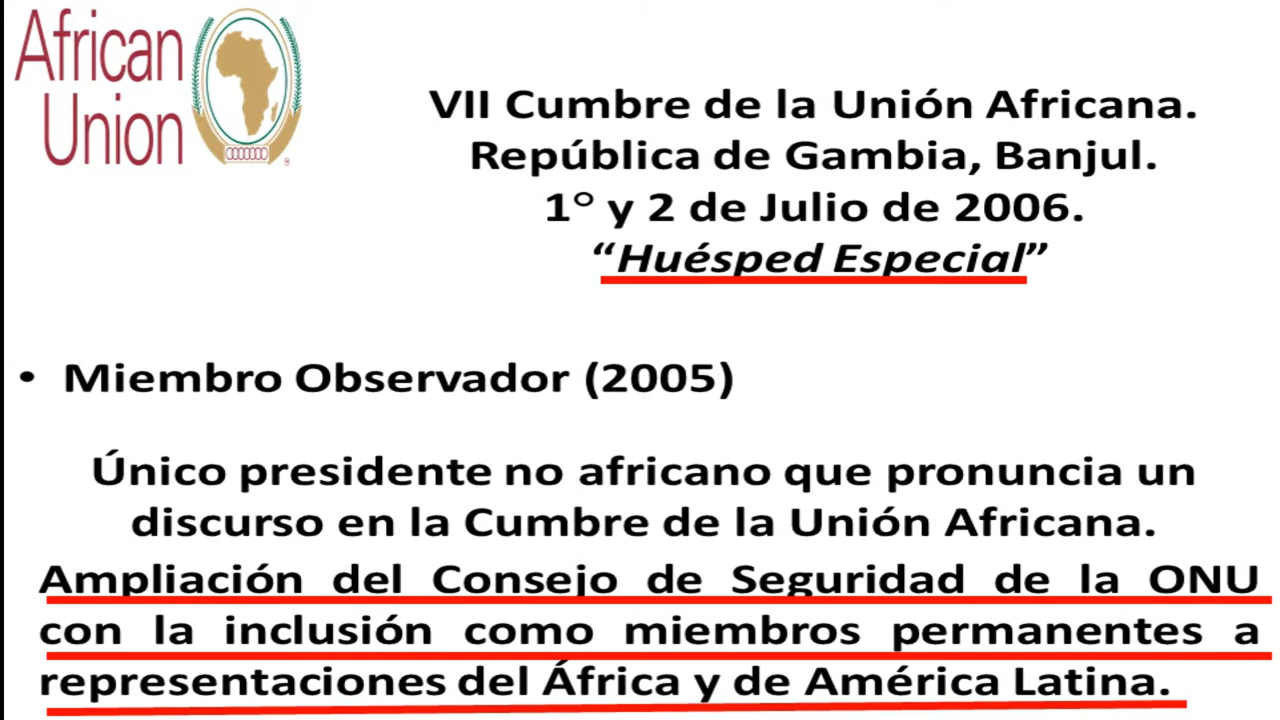 African
Union
VII Cumbre de la Unión Africana.
República de Gambia, Banjul.
1° y 2 de Julio de 2006.
“Huésped Especial”
• Miembro Observador (2005)
Único presidente no africano que pronuncia un
discurso en la Cumbre de la Unión Africana.
Ampliación del Consejo de Seguridad de la ONU
con la inclusión como miembros permanentes a
representaciones del África y de América Latina.